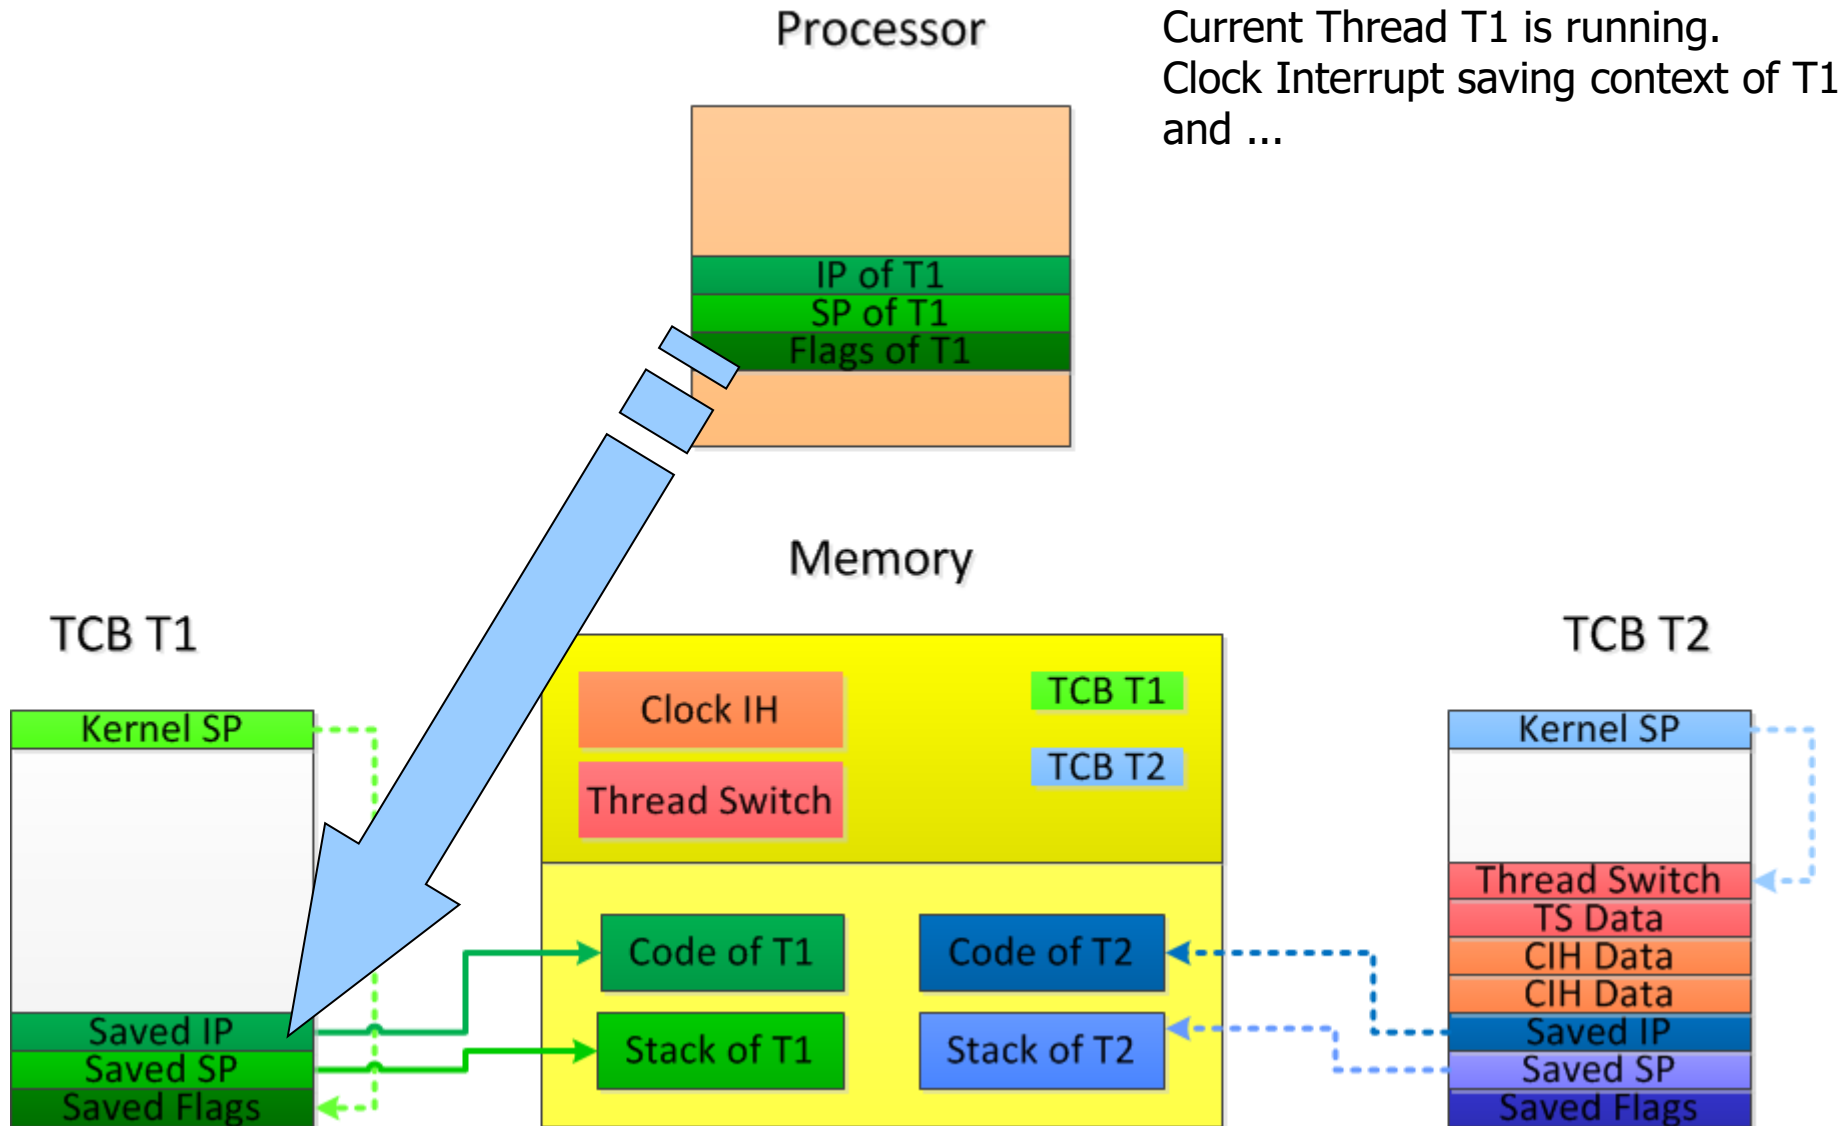 Processor
Current Thread T1 is running.
Clock Interrupt saving context of T1
and ...
IP of T1
SP of T1
Flags of T1
Memory
TCB T1
TCB T2
Kernel SP
Saved IP
Saved SP
Saved Flags
Clock IH
Thread Switch
TCB T1
TCB T2
Code of T1
Code of T2
Stack of T1
Stack of T2
Kernel SP
Thread Switch
TS Data
CIH Data
CIH Data
Saved IP
Saved SP
Saved Flags